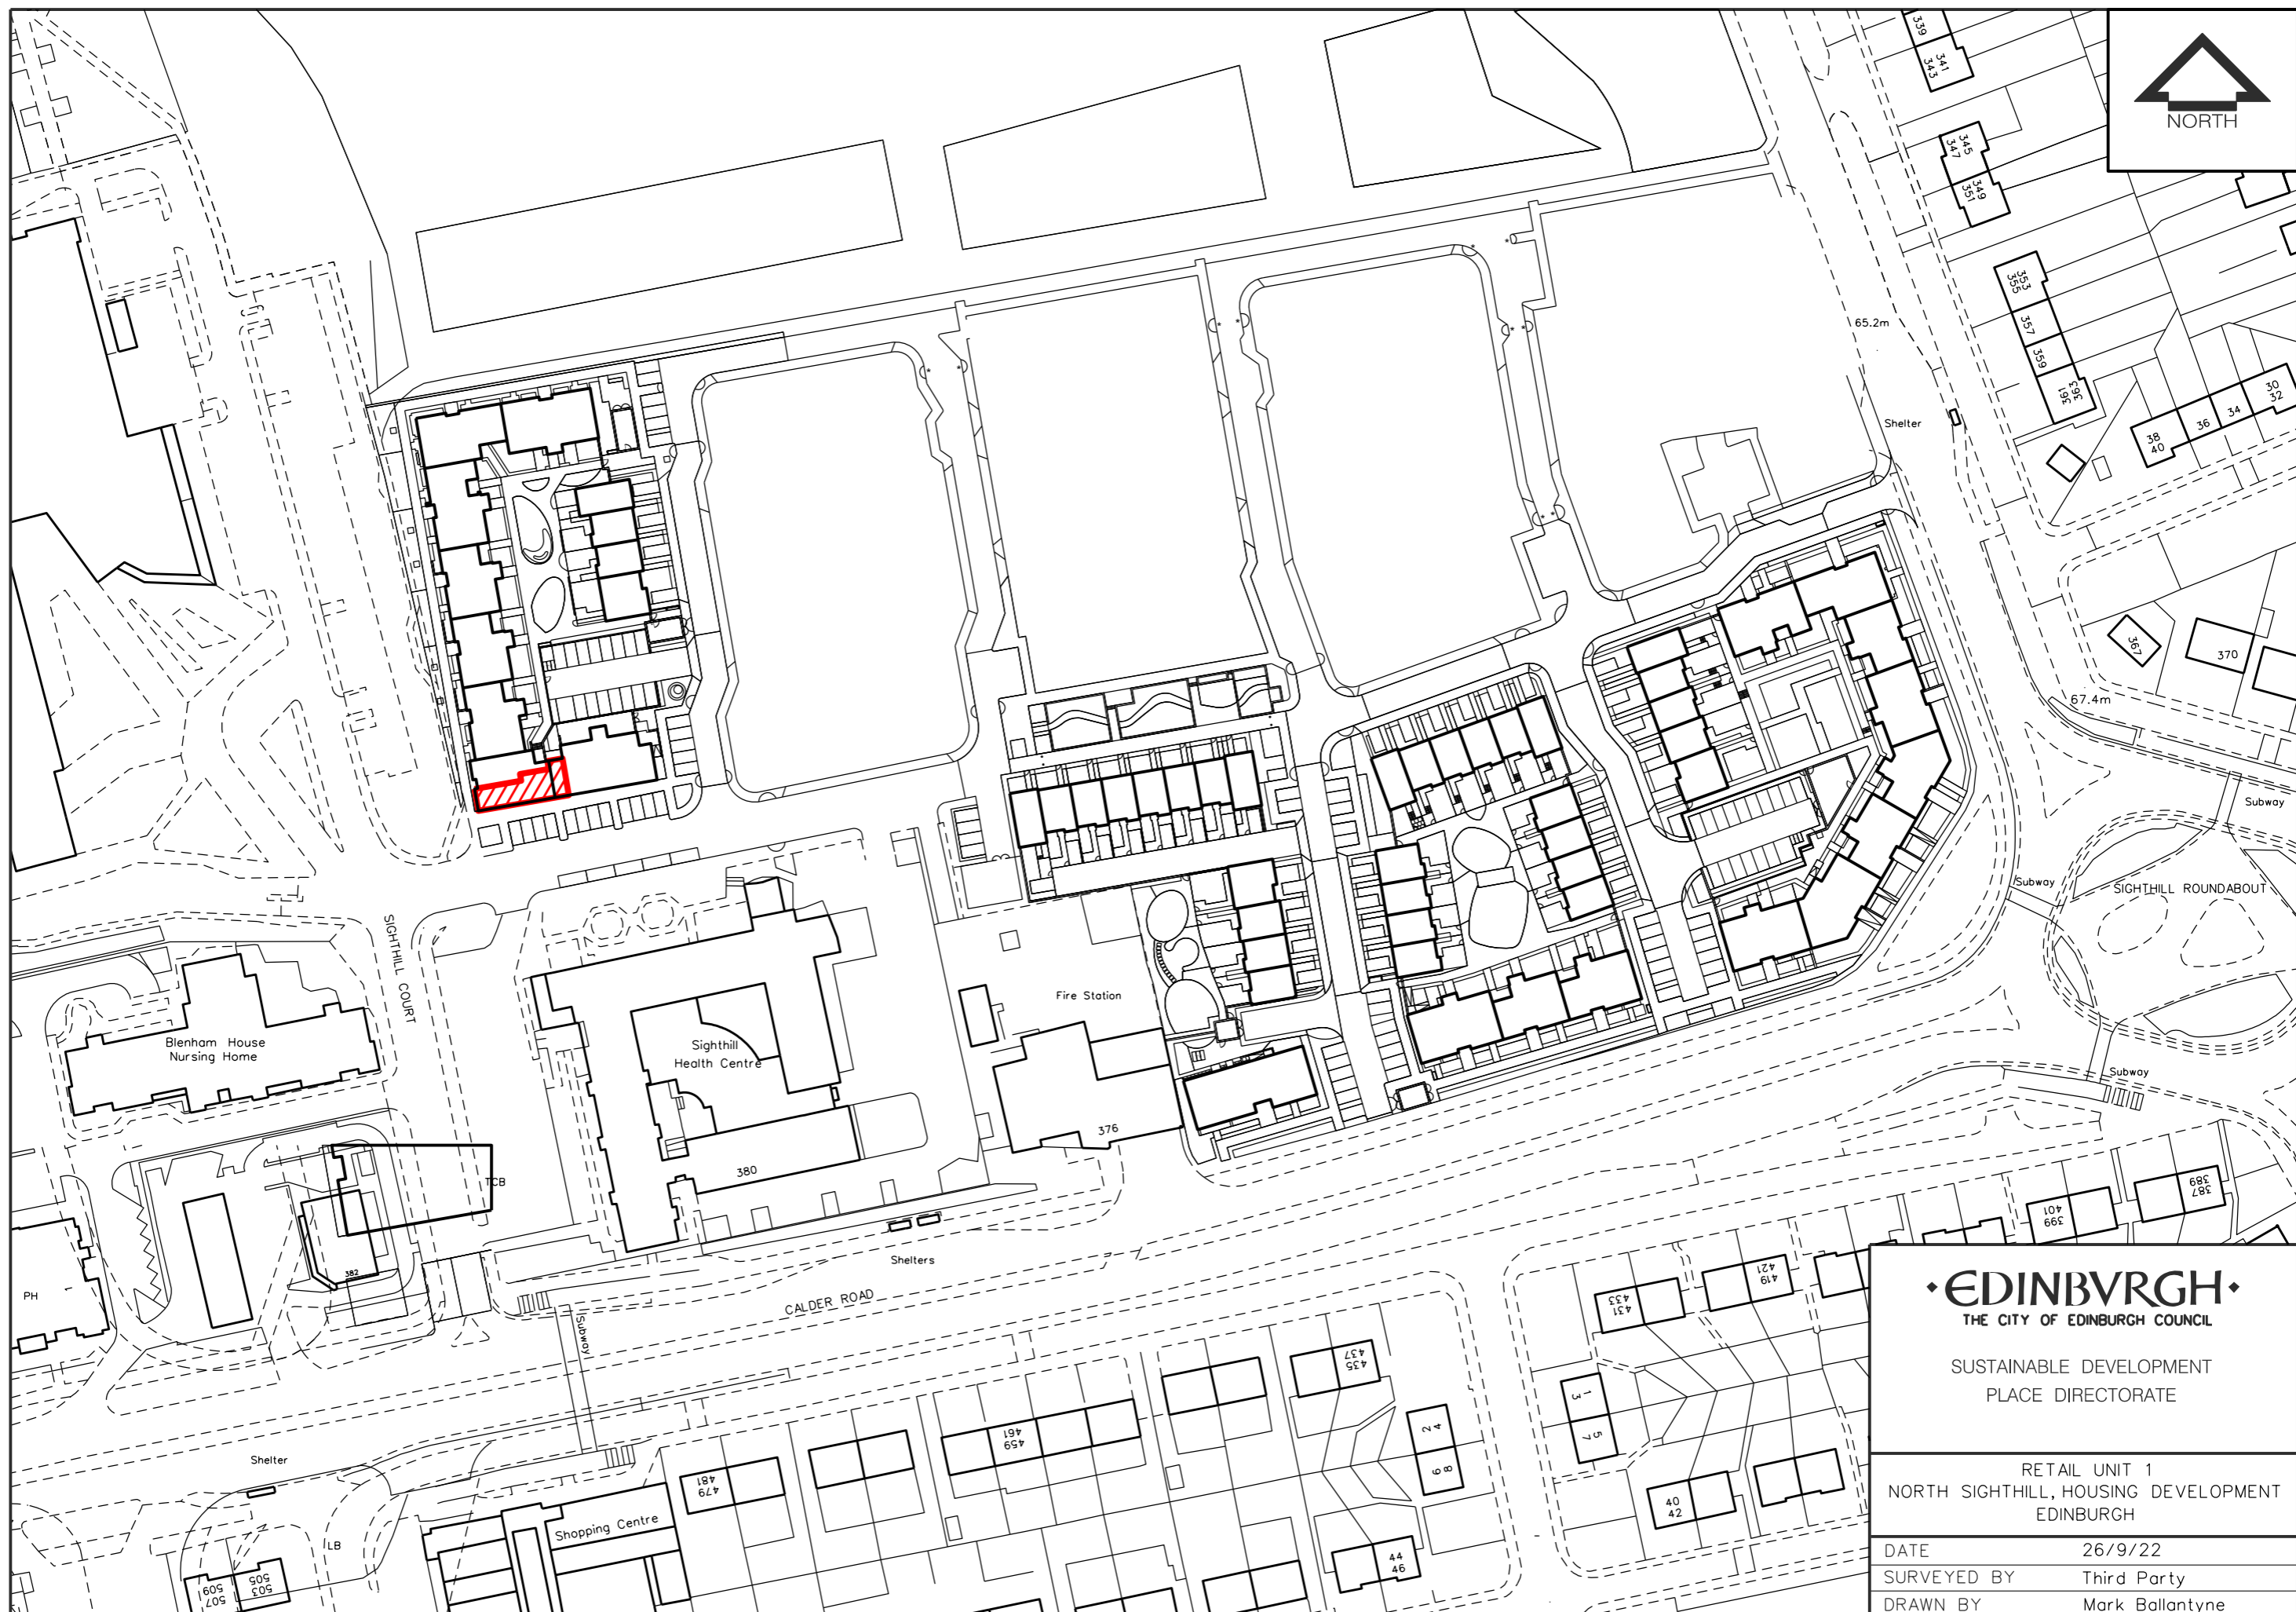 339
341
343
NORTH
345
347
349
351
353
355
357
359
361
363
30
32
34
36
38
40
65.2m
Shelter
367
370
67.4m
Subway
Subway
SIGHTHILL ROUNDABOUT
SIGHTHILL COURT
Blenham House
Nursing Home
Sighthill
Health Centre
Fire Station
376
380
Subway
TCB
382
PH
Shelters
CALDER ROAD
Subway
387
389
399
401
419
421
431
433
435
437
1
3
5
7
2
4
6
8
459
461
479
481
40
42
44
46
Shelter
Shopping Centre
LB
503
505
507
509
·EDINBVRGH·
THE CITY OF EDINBURGH COUNCIL
SUSTAINABLE DEVELOPMENT
PLACE DIRECTORATE
RETAIL UNIT 1
NORTH SIGHTHILL, HOUSING DEVELOPMENT
EDINBURGH
DATE 26/9/22
SURVEYED BY Third Party
DRAWN BY Mark Ballantyne